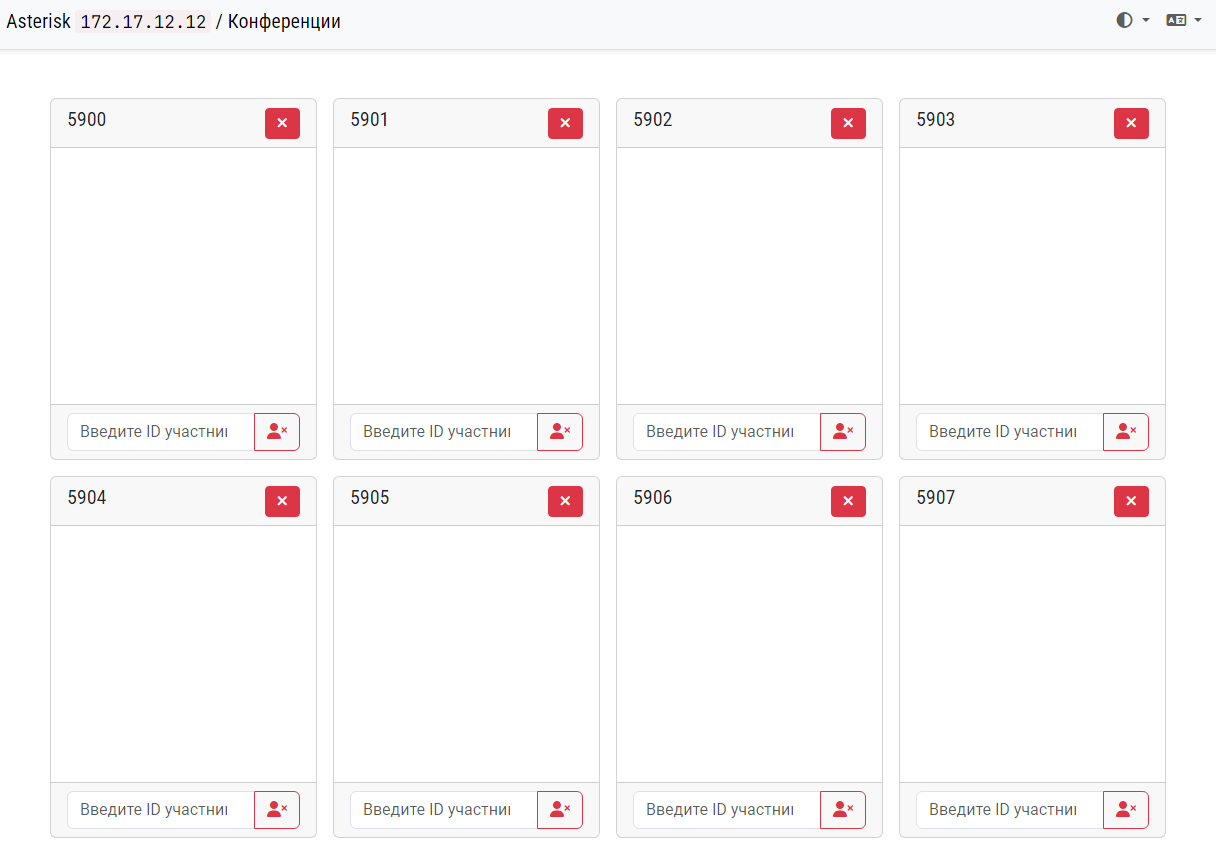 Asterisk 172.17.12.12 / Конференции
5900 5901 5902 5903
Введите ID участни Введите ID участни Введите ID участни Введите ID участни
5904 5905 5906 5907
Введите ID участни Введите ID участни Введите ID участни Введите ID участни